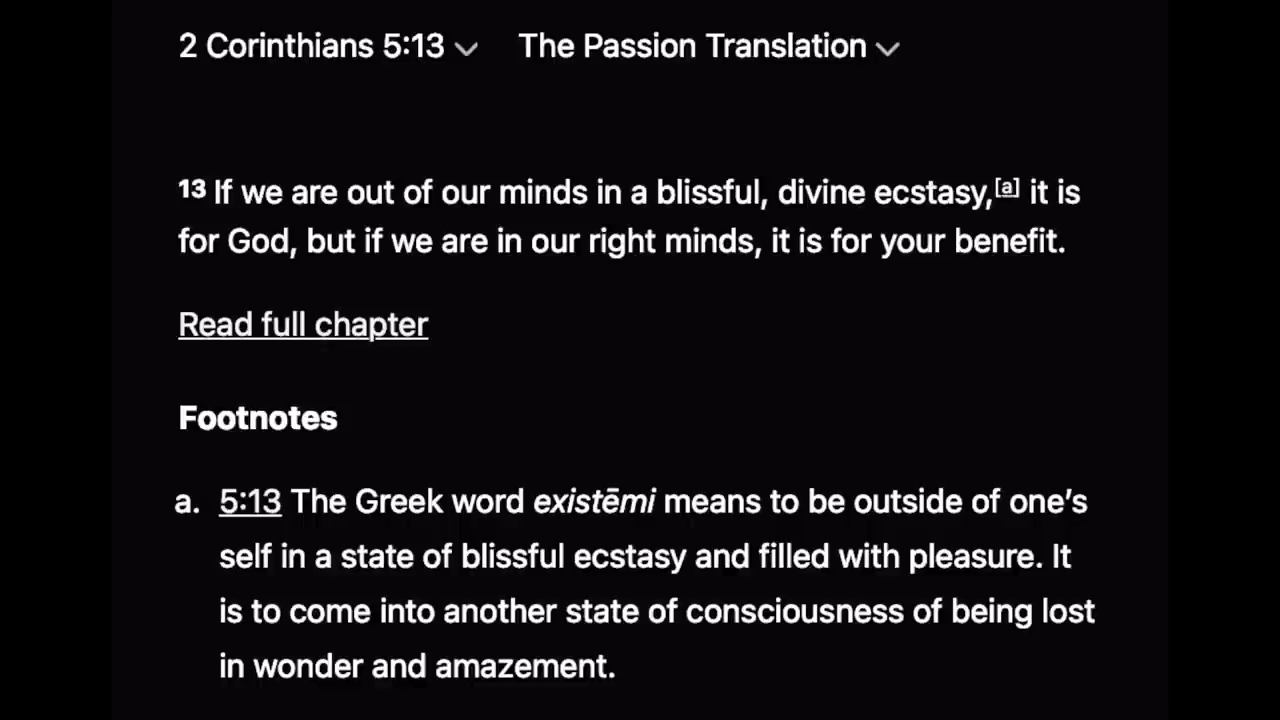 2 Corinthians 5:13 The Passion Translation
13 If we are out of our minds in a blissful, divine ecstasy,[a] it is
for God, but if we are in our right minds, it is for your benefit.
Read full chapter
Footnotes
a. 5:13 The Greek word existēmi means to be outside of one's
self in a state of blissful ecstasy and filled with pleasure. It
is to come into another state of consciousness of being lost
in wonder and amazement.